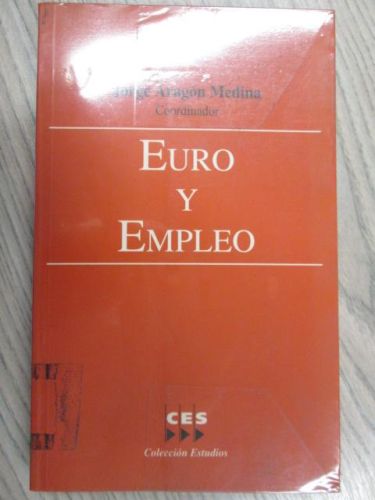 Jorge Aragón Medina
Coordinador
EURO
Y
EMPLEO
CES
Colección Estudios